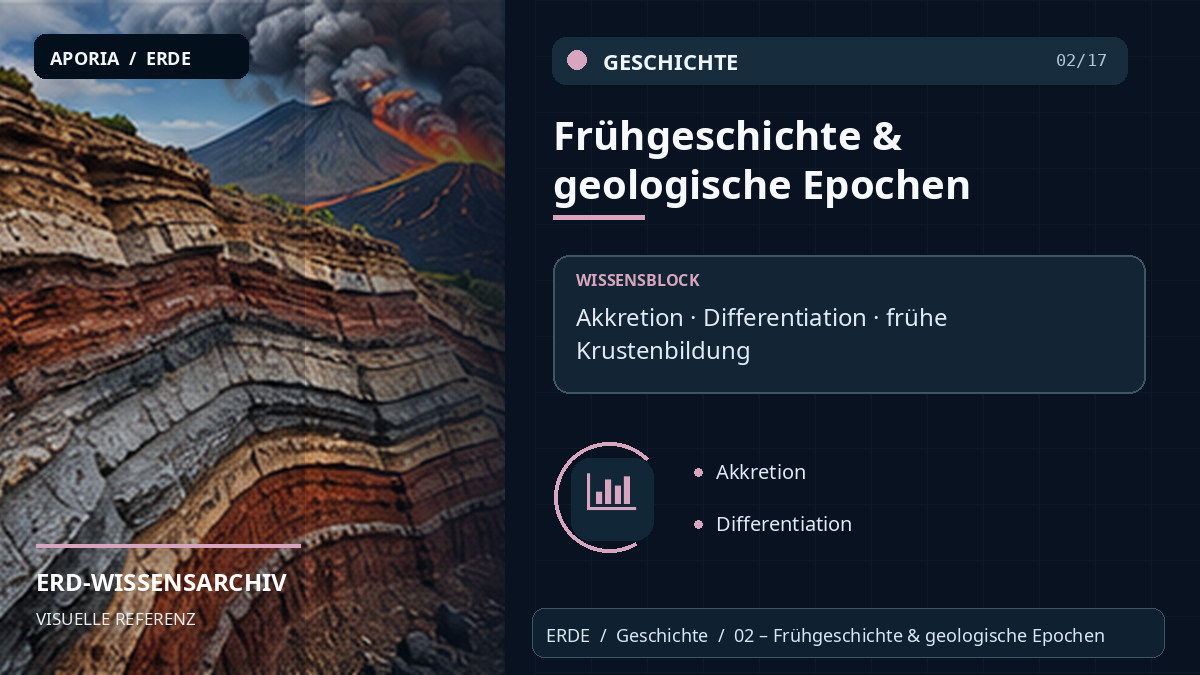 APORIA / ERDE
GESCHICHTE
02/17
Frühgeschichte &
geologische Epochen
WISSENSBLOCK
Akkretion · Differentiation · frühe
Krustenbildung
Akkretion
Differentiation
ERD-WISSENSARCHIV
VISUELLE REFERENZ
ERDE / Geschichte / 02 – Frühgeschichte & geologische Epochen